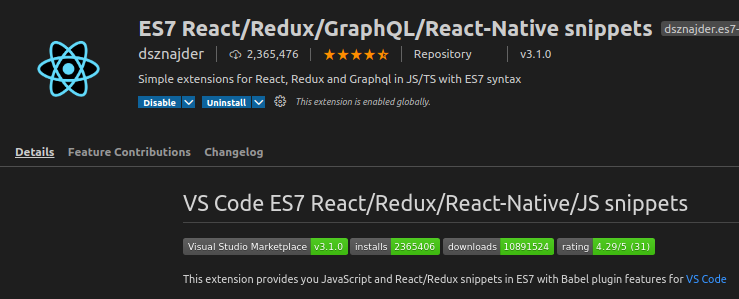 ES7 React/Redux/GraphQL/React-Native snippets dsznajder.es7-
dsznajder 2,365,476 Repository v3.1.0
Simple extensions for React, Redux and Graphql in JS/TS with ES7 syntax
Disable Uninstall This extension is enabled globally.
Details Feature Contributions Changelog
VS Code ES7 React/Redux/React-Native/JS snippets
Visual Studio Marketplace v3.1.0 installs 2365406 downloads 10891524 rating 4.29/5 (31)
This extension provides you JavaScript and React/Redux snippets in ES7 with Babel plugin features for VS Code